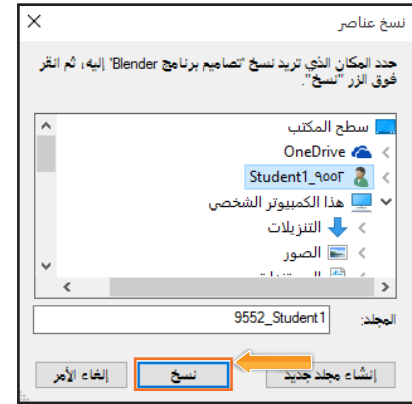 نسخ عناصر
حدد المكان الذي تريد نسخ "تصاميم برنامج Blender" إليه، ثم انقر
فوق الزر "نسخ".
سطح المكتب
OneDrive
Student1_٩٥٥٢
هذا الكمبيوتر الشخصي
التنزيلات
الصور
المجلد:
9552_Student1
إنشاء مجلد جديد
نسخ
إلغاء الأمر